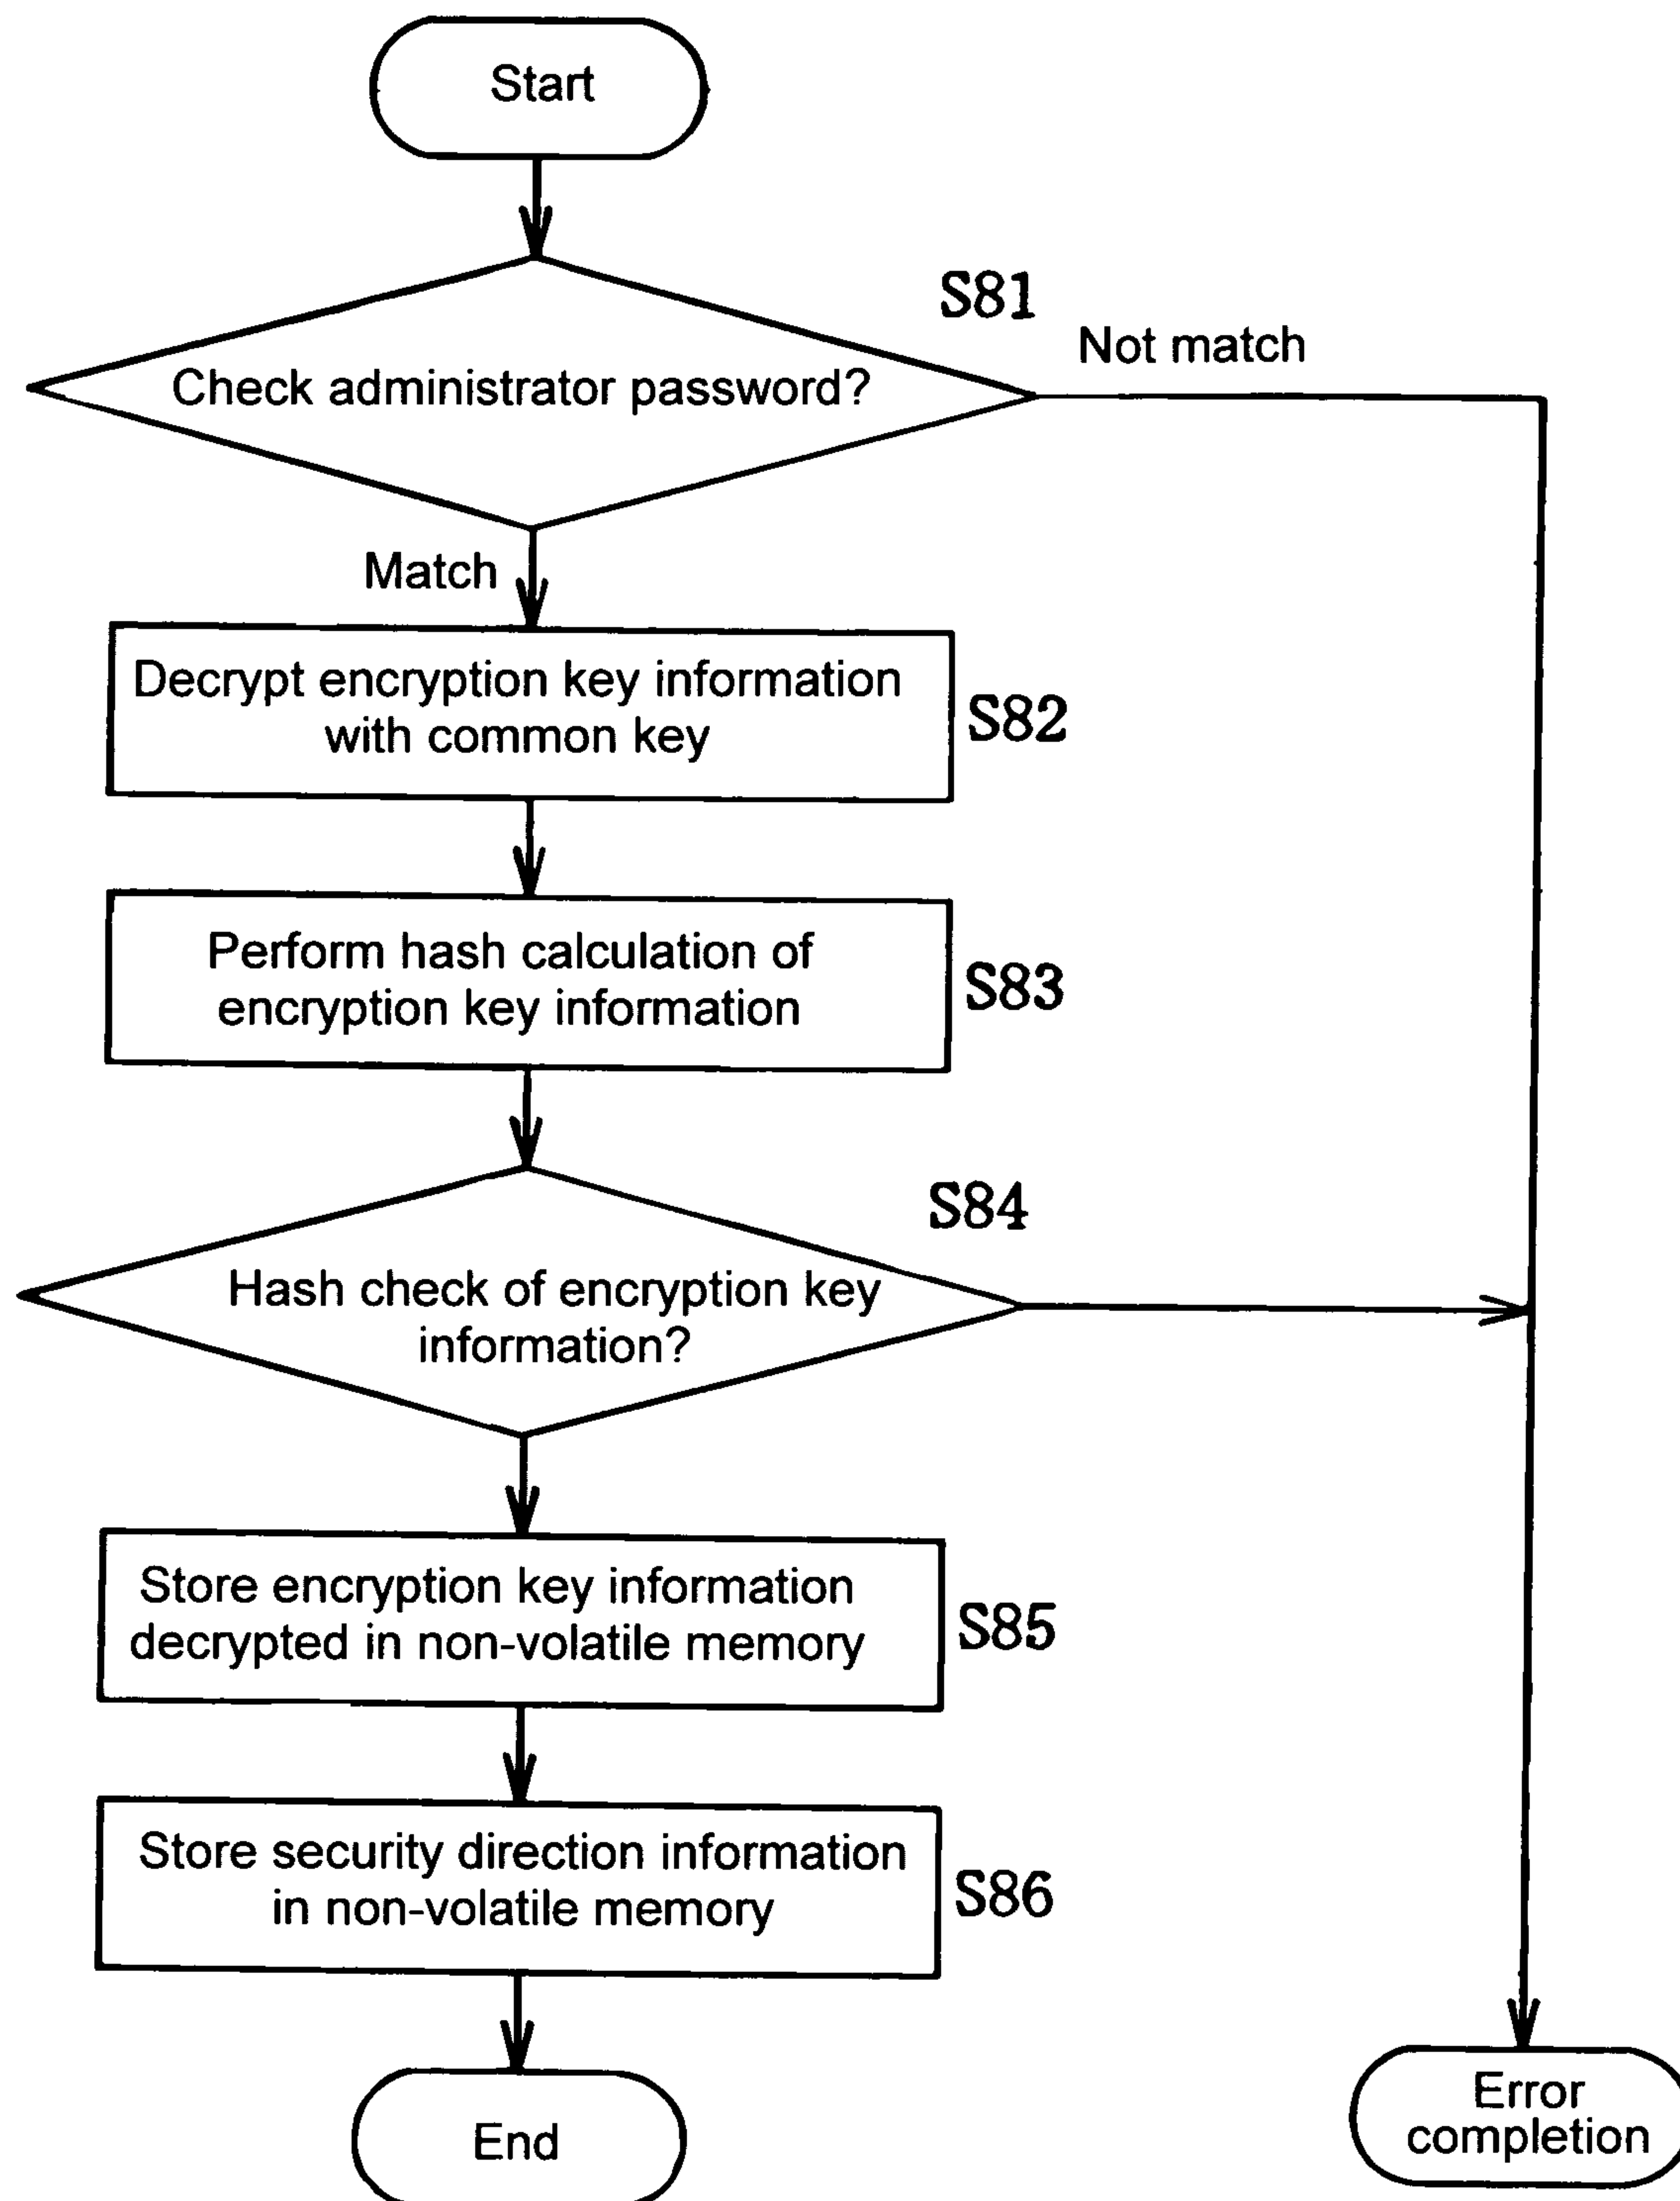 Start
S81
Not match
Check administrator password?
Match
Decrypt encryption key information
with common key
S82
Perform hash calculation of
encryption key information
S83
S84
Hash check of encryption key
information?
Store encryption key information
decrypted in non-volatile memory
S85
Store security direction information
in non-volatile memory
S86
End
Error
completion